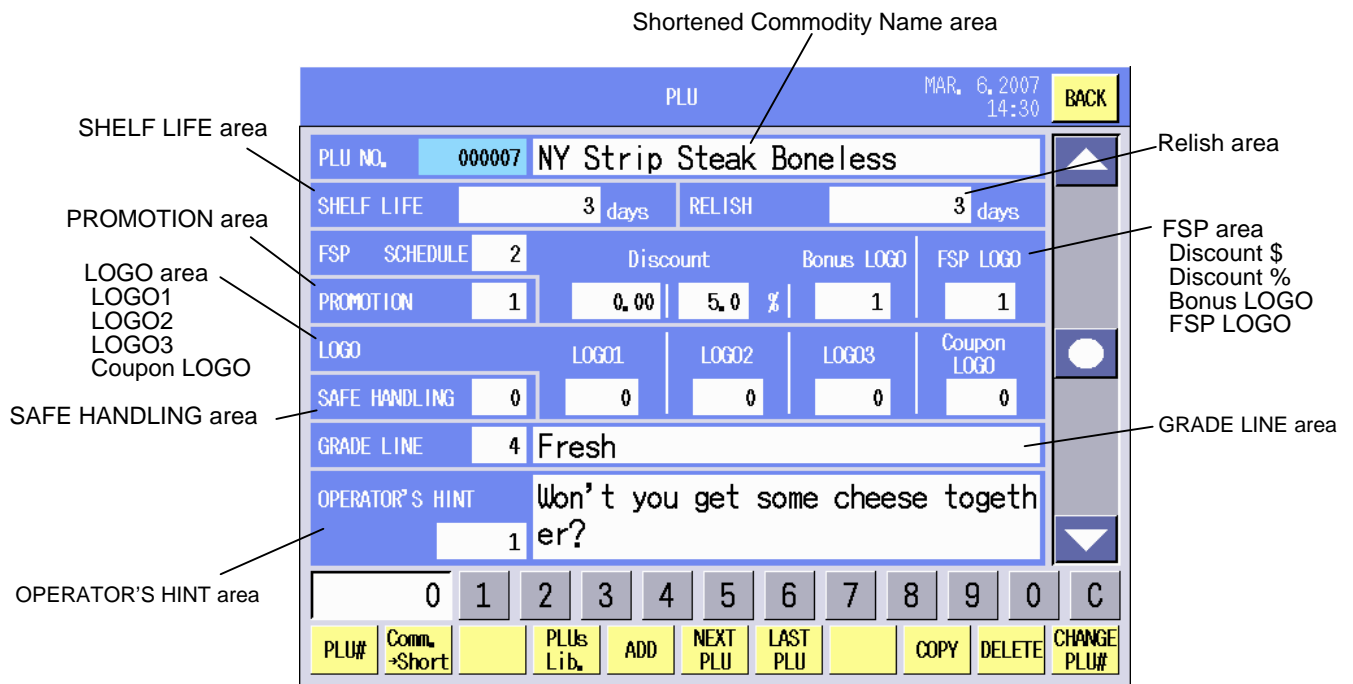 Shortened Commodity Name area
PLU
MAR. 6.2007
14:30
BACK
SHELF LIFE area
PLU NO. 000007 NY Strip Steak Boneless
Relish area
SHELF LIFE 3 days RELISH 3 days
PROMOTION area
FSP area
Discount $
Discount %
Bonus LOGO
FSP LOGO
FSP SCHEDULE 2 Discount Bonus LOGO FSP LOGO
LOGO area
LOGO1
LOGO2
LOGO3
Coupon LOGO
PROMOTION 1 0.00 5.0 % 1 1
LOGO LOGO1 LOGO2 LOGO3 Coupon
LOGO
SAFE HANDLING area
SAFE HANDLING 0 0 0 0 0
GRADE LINE area
GRADE LINE 4 Fresh
OPERATOR'S HINT Won't you get some cheese togeth
1 er?
OPERATOR'S HINT area
0 1 2 3 4 5 6 7 8 9 0 C
PLU# Comm. →Short PLUs Lib. ADD NEXT PLU LAST PLU COPY DELETE CHANGE PLU#